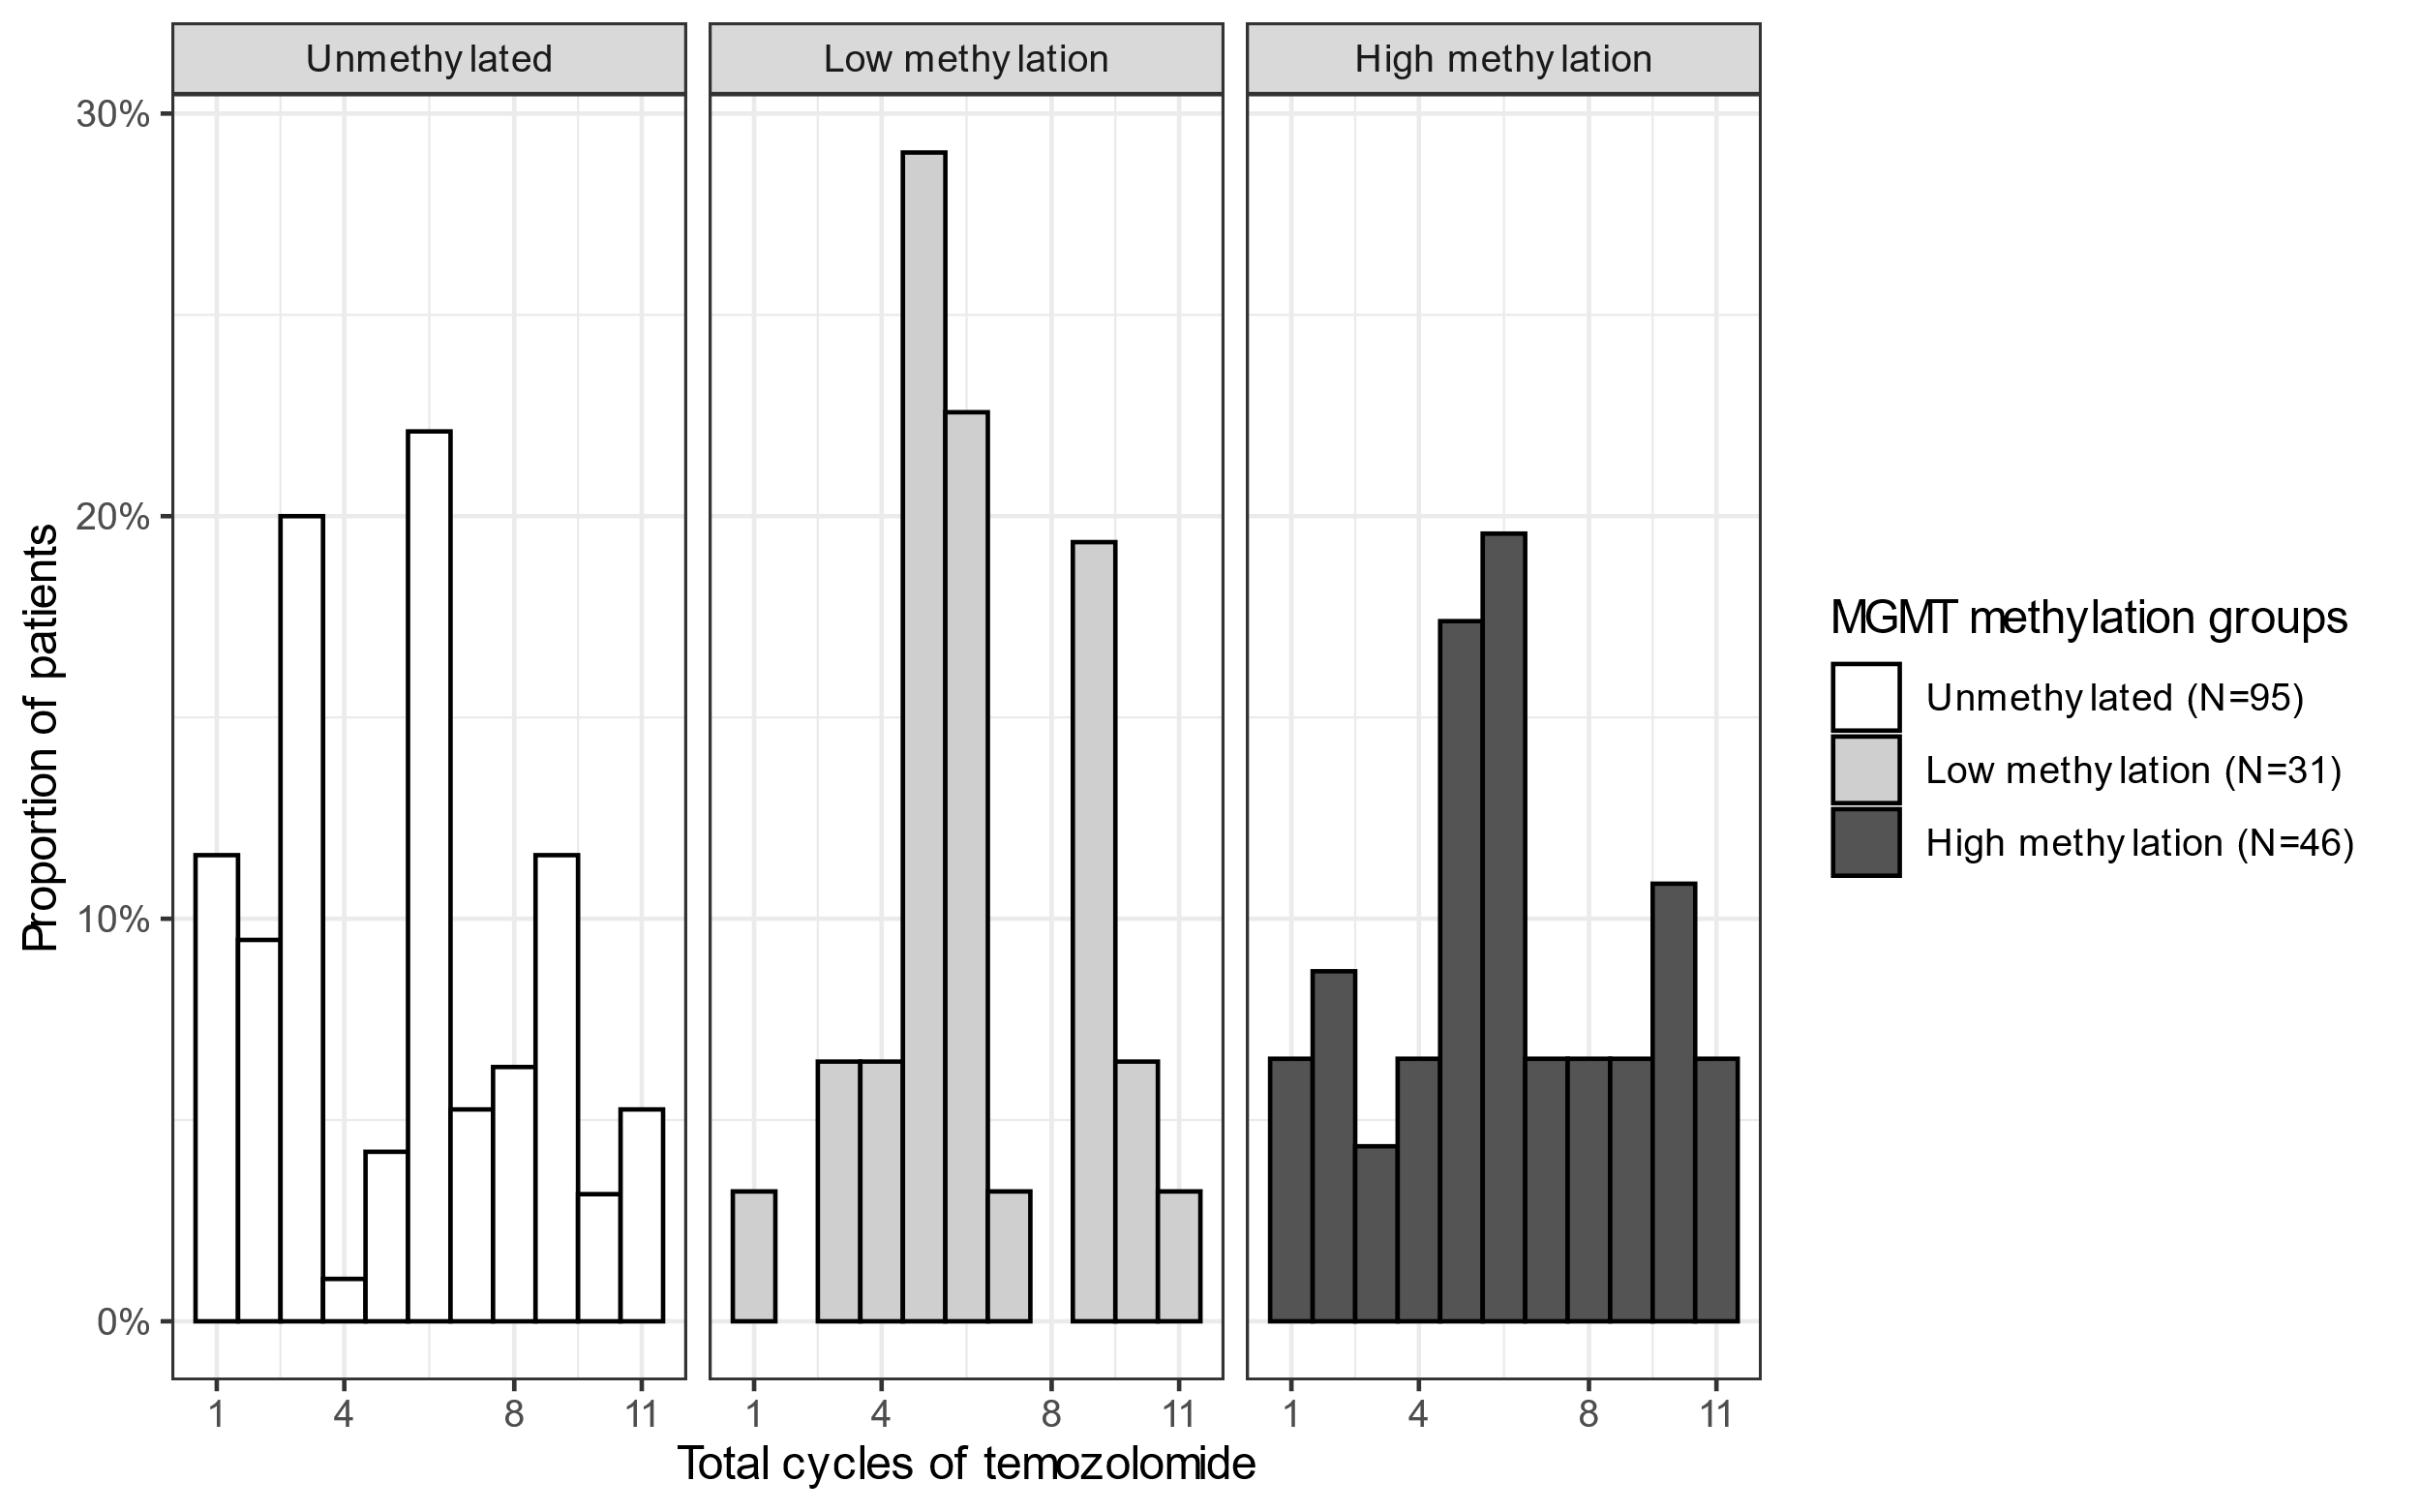 Unmethylated Low methylation High methylation
30%
20%
10%
0%
Proportion of patients
1 4 8 11 1 4 8 11 1 4 8 11
Total cycles of temozolomide
MGMT methylation groups
Unmethylated (N=95)
Low methylation (N=31)
High methylation (N=46)